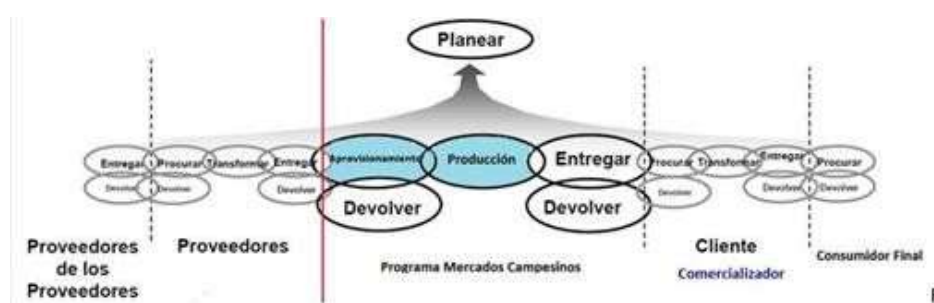 Planear
Entregar Procurar Transformar Entregar Aprovisionamiento Producción Entregar Procurar Transformar Entregar Procurar
Devolver Devolver Devolver Devolver Devolver Devolver Devolver Devolver
Proveedores de los Proveedores
Proveedores
Programa Mercados Campesinos
Cliente
Comercializador
Consumidor Final